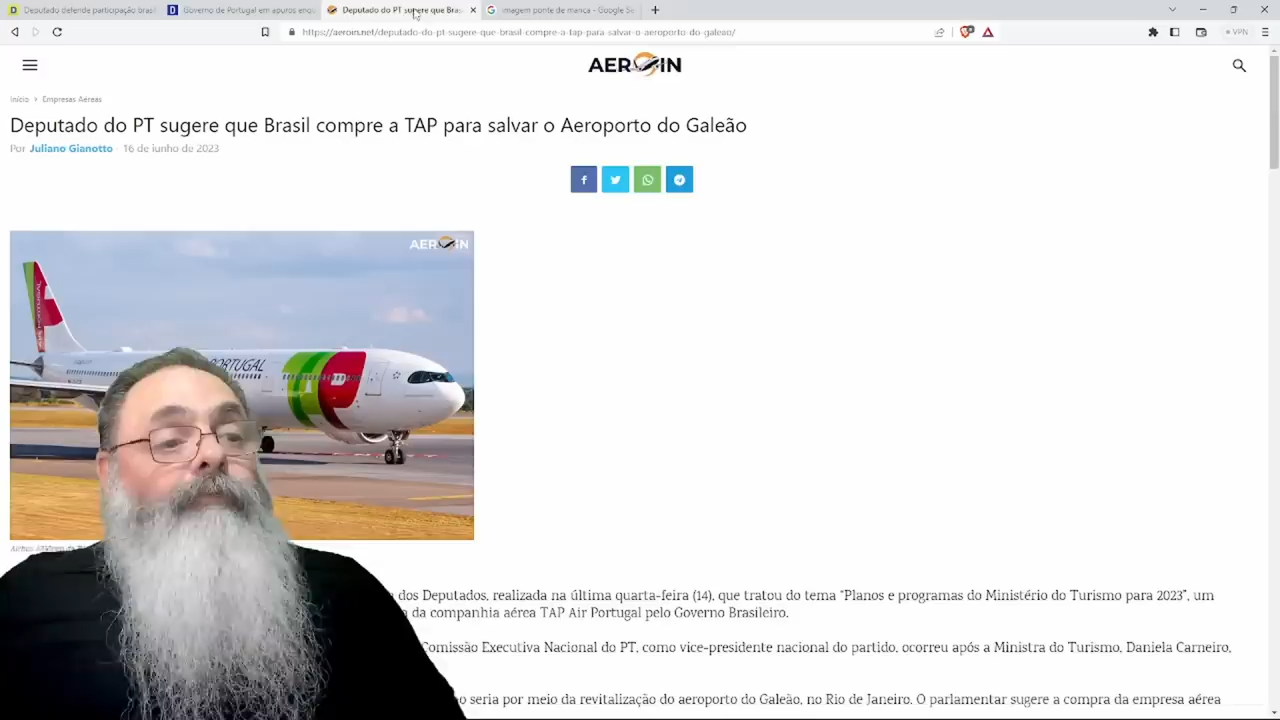 Deputado defende participação brasi
Governo de Portugal em apuros enqu
Deputado do PT sugere que Bras
imagem ponte de manca - Google Se
https://aeroin.net/deputado-do-pt-sugere-que-brasil-compre-a-tap-para-salvar-o-aeroporto-do-galeao/
VPN
AEROIN
Início > Empresas Aéreas
Deputado do PT sugere que Brasil compre a TAP para salvar o Aeroporto do Galeão
Por Juliano Gianotto - 16 de junho de 2023
AEROIN
PORTUGAL
dos Deputados, realizada na última quarta-feira (14), que tratou do tema “Planos e programas do Ministério do Turismo para 2023”, um
da companhia aérea TAP Air Portugal pelo Governo Brasileiro.
Comissão Executiva Nacional do PT, como vice-presidente nacional do partido, ocorreu após a Ministra do Turismo, Daniela Carneiro,
o seria por meio da revitalização do aeroporto do Galeão, no Rio de Janeiro. O parlamentar sugere a compra da empresa aérea